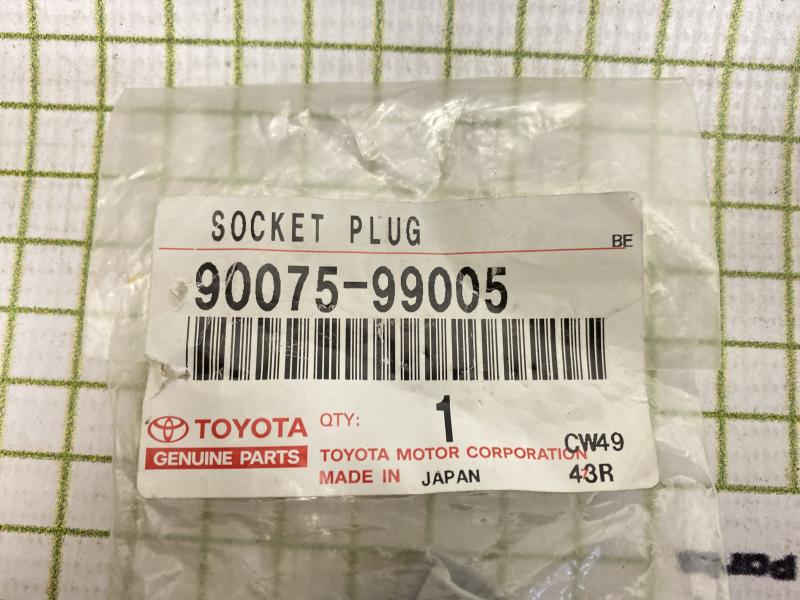 SOCKET PLUG
BE
90075-99005
TOYOTA
GENUINE PARTS
QTY: 1
TOYOTA MOTOR CORPORATION
MADE IN JAPAN
CW49
43R